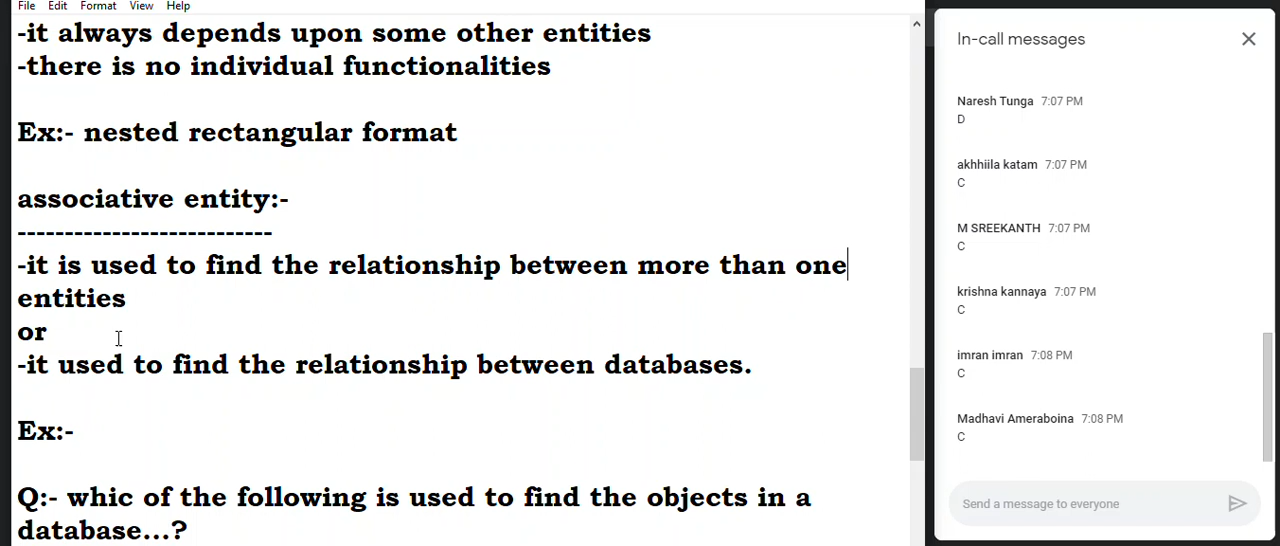 File Edit Format View Help
-it always depends upon some other entities
-there is no individual functionalities
Ex:- nested rectangular format
associative entity:-
---------------------------
-it is used to find the relationship between more than one
entities
or
-it used to find the relationship between databases.
Ex:-
Q:- whic of the following is used to find the objects in a
database...?
In-call messages
Naresh Tunga 7:07 PM
D
akhhiila katam 7:07 PM
C
M SREEKANTH 7:07 PM
C
krishna kannaya 7:07 PM
C
imran imran 7:08 PM
C
Madhavi Ameraboina 7:08 PM
C
Send a message to everyone